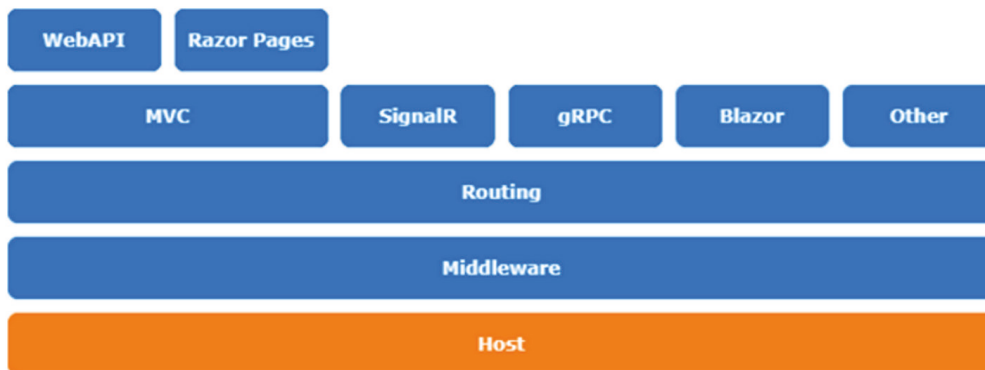 WebAPI Razor Pages
MVC SignalR gRPC Blazor Other
Routing
Middleware
Host